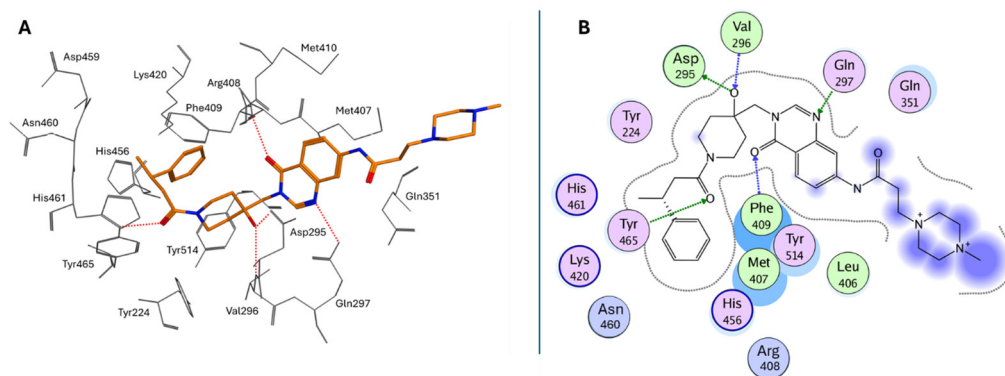 A
Asp459
Met410
Lys420
Arg408
Phe409
Met407
Asn460
His456
Gln351
His461
Tyr514
Asp295
Tyr465
Tyr224
Val296
Gln297
B
Val
296
Asp
295
Gln
297
Gln
351
Tyr
224
N
N
O
N
O
O
NH
O
His
461
Tyr
465
Phe
409
Tyr
514
N
+
N
+
Lys
420
Met
407
Leu
406
Asn
460
His
456
Arg
408